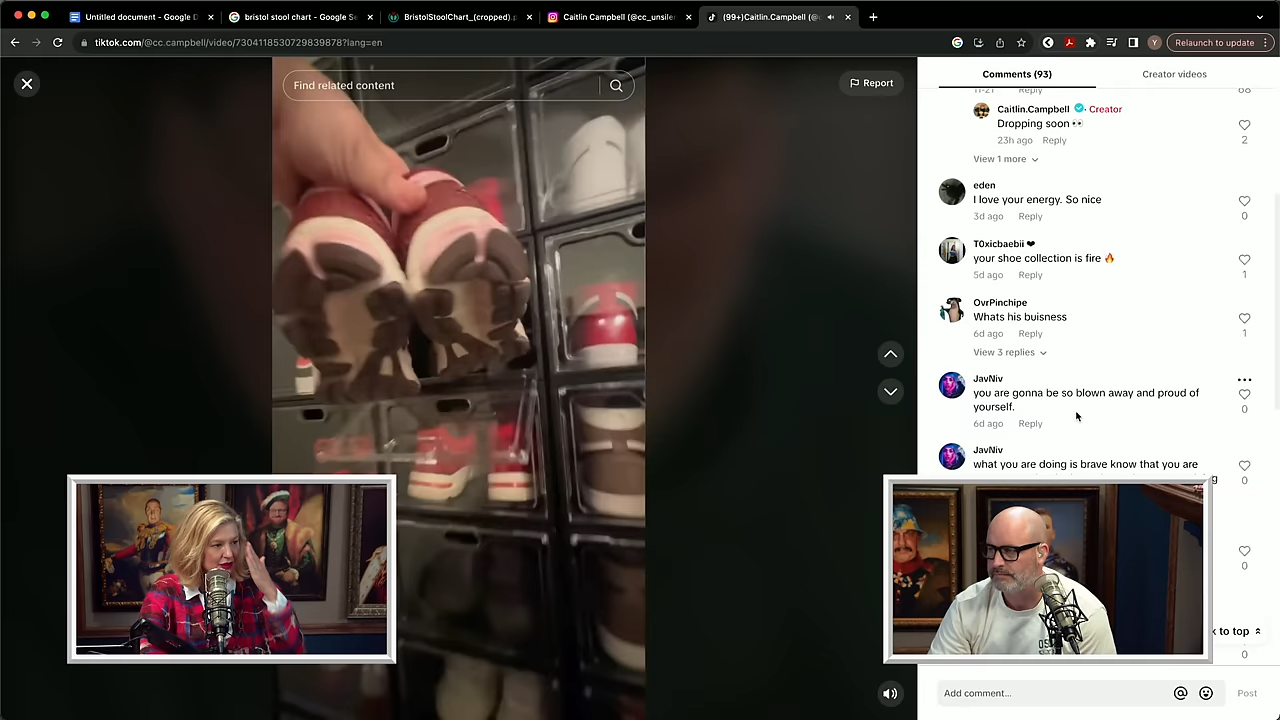 Untitled document - Google D
bristol stool chart - Google Se
BristolStoolChart_(cropped).p
Caitlin Campbell (@cc_unsile
(99+)Caitlin.Campbell (@c
tiktok.com/@cc.campbell/video/7304118530729839878?lang=en
Y
Relaunch to update
Find related content
Report
Comments (93)
Creator videos
11-21 Reply
68
Caitlin.Campbell · Creator
Dropping soon 👀
23h ago Reply
2
View 1 more
eden
I love your energy. So nice
3d ago Reply
0
T0xicbaebii ❤
your shoe collection is fire 🔥
5d ago Reply
1
OvrPinchipe
Whats his buisness
6d ago Reply
1
View 3 replies
JavNiv
you are gonna be so blown away and proud of
yourself.
6d ago Reply
0
JavNiv
what you are doing is brave know that you are
g
0
0
k to top
0
Add comment...
Post